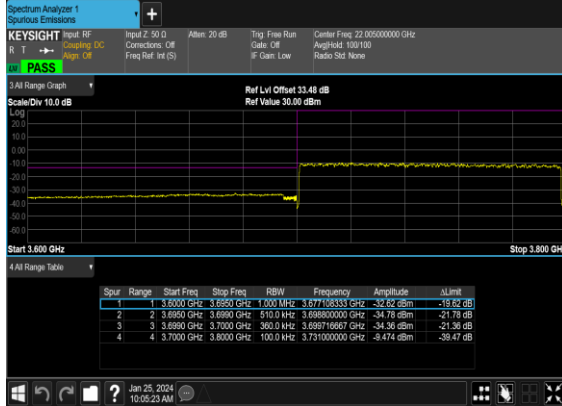 Spectrum Analyzer 1
Spurious Emissions
+
KEYSIGHT Input: RF Input Z: 50 Ω Atten: 20 dB Trig: Free Run Center Freq: 22.005000000 GHz
R T Coupling: DC Corrections: Off Gate: Off Avg|Hold: 100/100
Align: Off Freq Ref: Int (S) IF Gain: Low Radio Std: None
PASS
3 All Range Graph
Ref Lvl Offset 33.48 dB
Scale/Div 10.0 dB Ref Value 30.00 dBm
Log
20.0
10.0
0.00
-10.0
-20.0
-30.0
-40.0
-50.0
-60.0
Start 3.600 GHz Stop 3.800 GH
4 All Range Table
Spur Range Start Freq Stop Freq RBW Frequency Amplitude ΔLimit
1 1 3.6000 GHz 3.6950 GHz 1.000 MHz 3.677108333 GHz -32.62 dBm -19.62 dB
2 2 3.6950 GHz 3.6990 GHz 510.0 kHz 3.698800000 GHz -34.78 dBm -21.78 dB
3 3 3.6990 GHz 3.7000 GHz 360.0 kHz 3.699716667 GHz -34.36 dBm -21.36 dB
4 4 3.7000 GHz 3.8000 GHz 100.0 kHz 3.731000000 GHz -9.474 dBm -39.47 dB
? Jan 25, 2024
10:05:23 AM